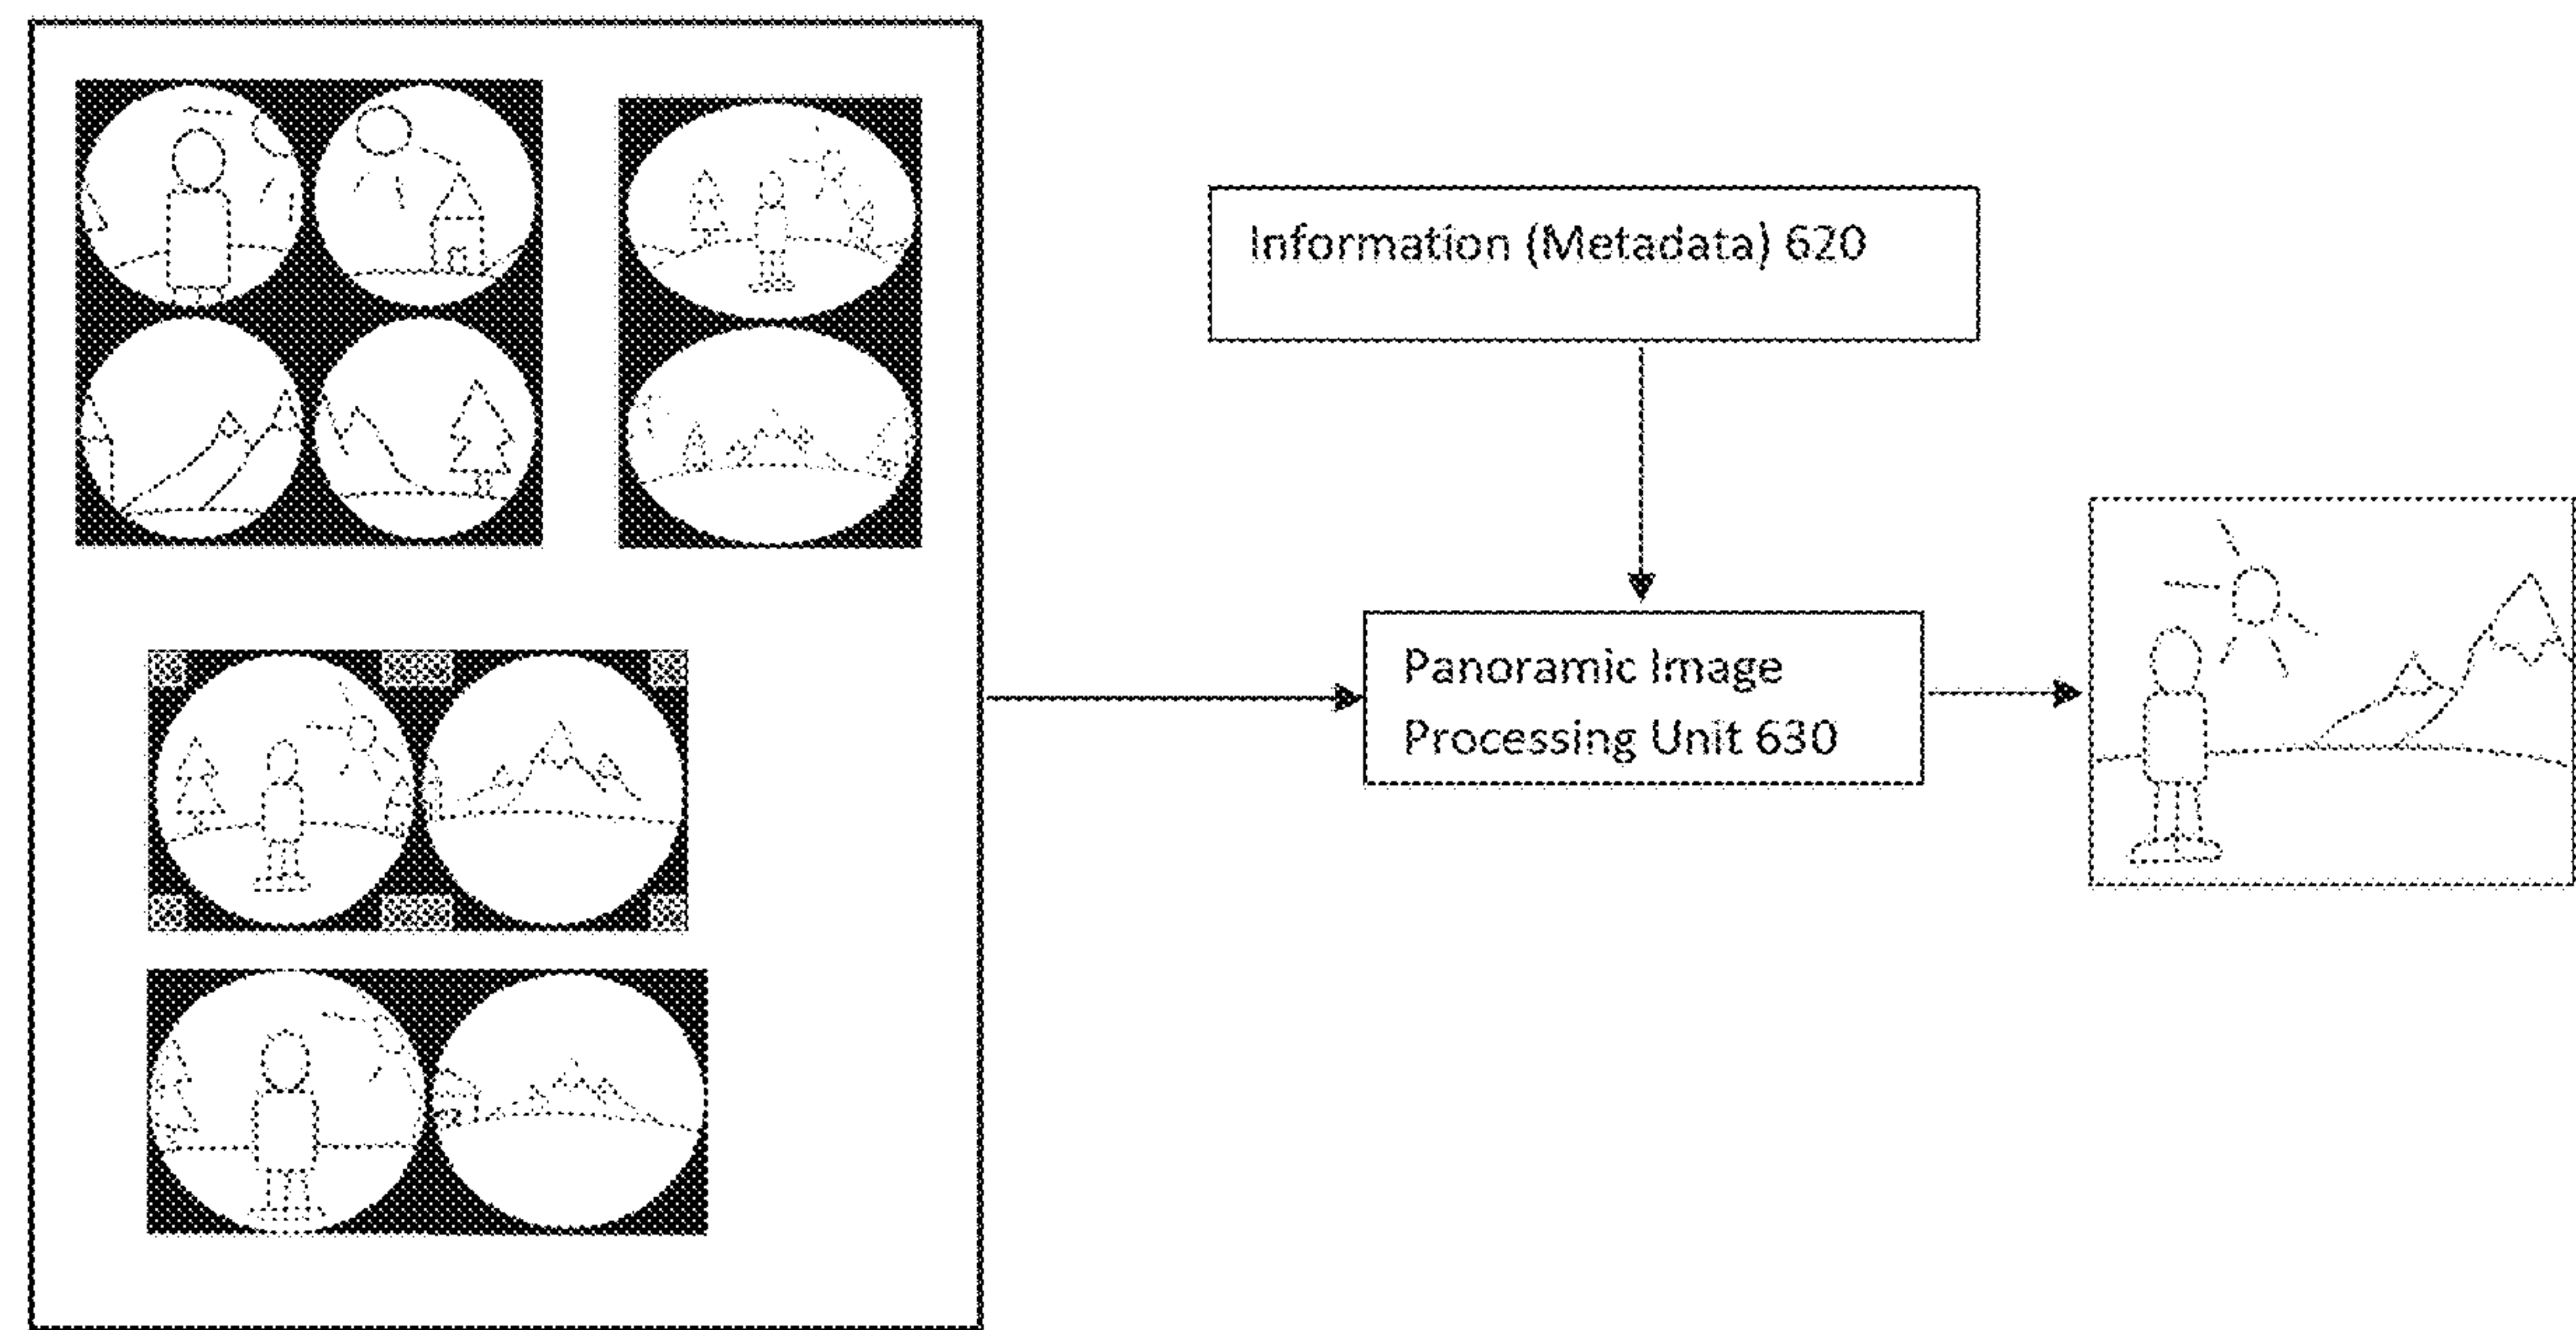 Information (Metadata) 620
Panoramic Image
Processing Unit 630